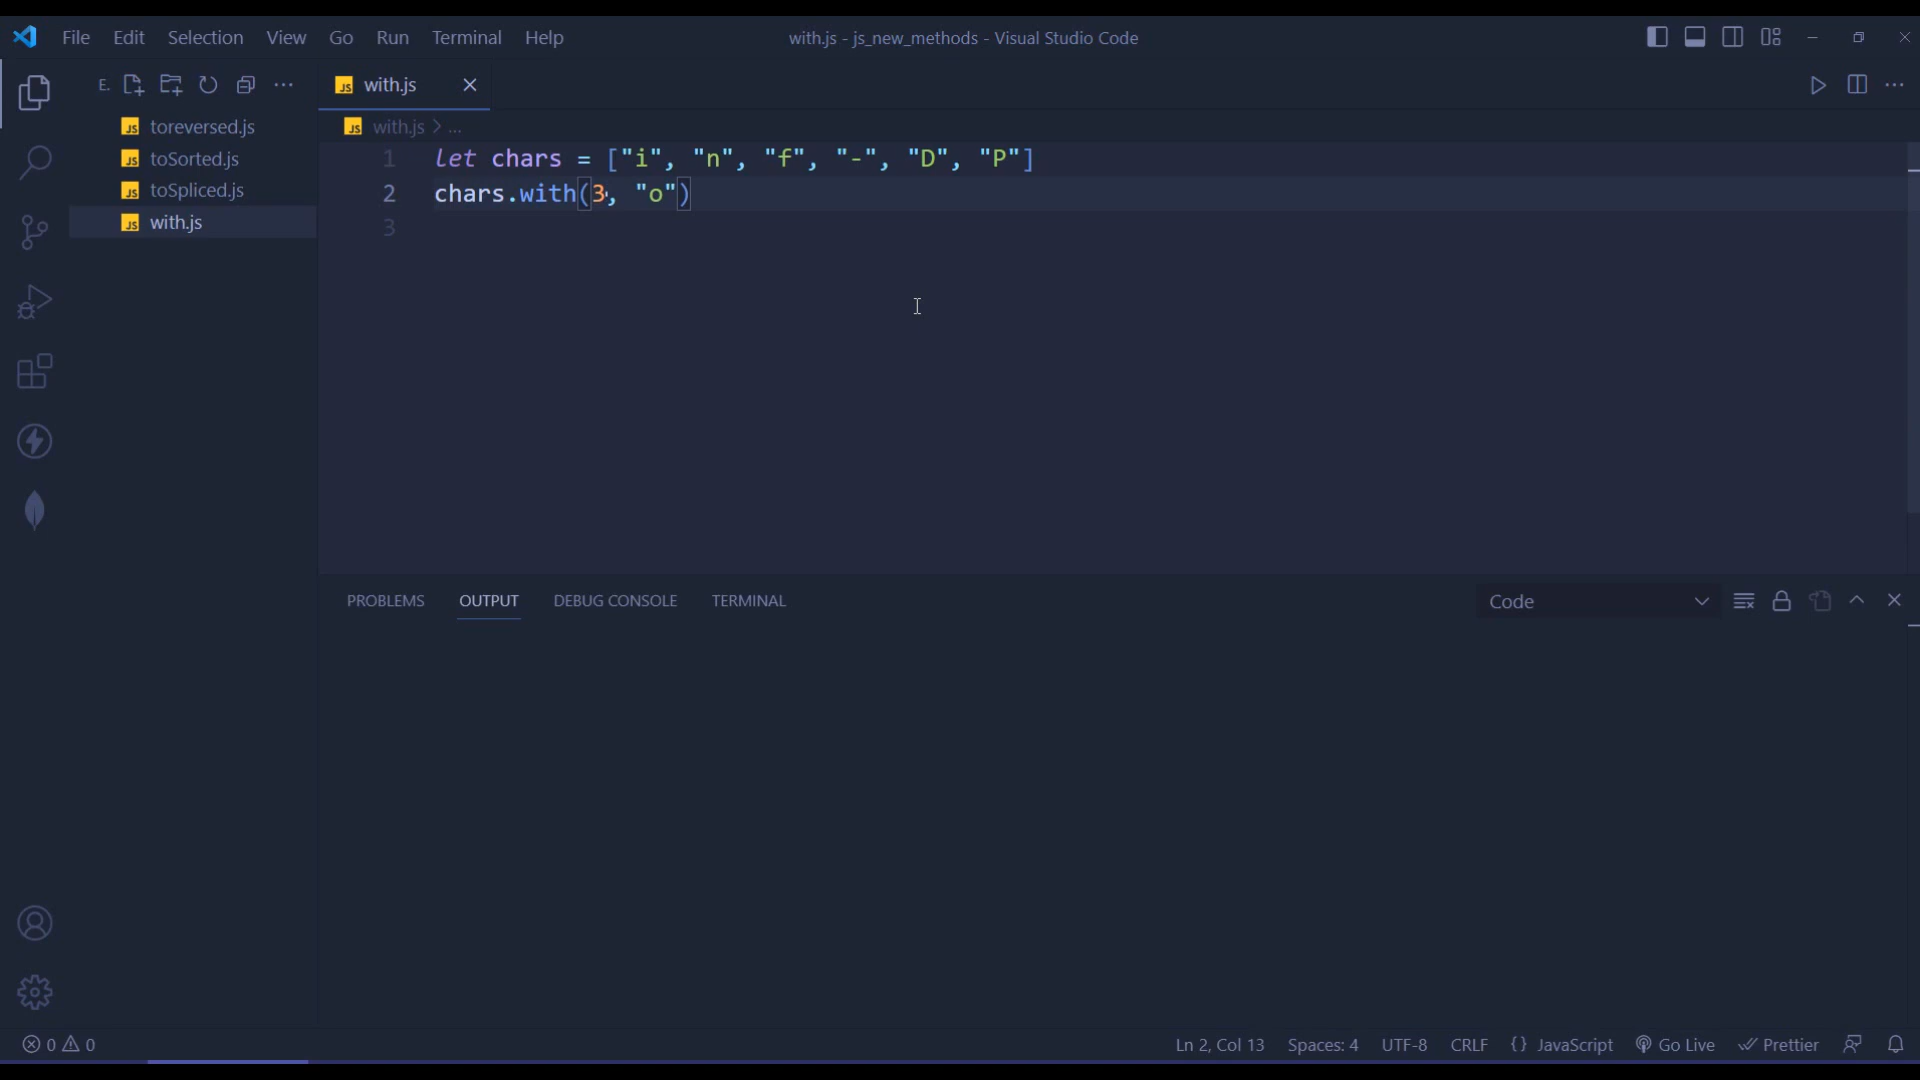 File Edit Selection View Go Run Terminal Help
with.js - js_new_methods - Visual Studio Code
E.
toreversed.js
toSorted.js
toSpliced.js
with.js
with.js
with.js > ...
1 let chars = ["i", "n", "f", "-", "D", "P"]
2 chars.with(3, "o")
3
PROBLEMS OUTPUT DEBUG CONSOLE TERMINAL
Code
0 0
Ln 2, Col 13 Spaces: 4 UTF-8 CRLF {} JavaScript Go Live Prettier